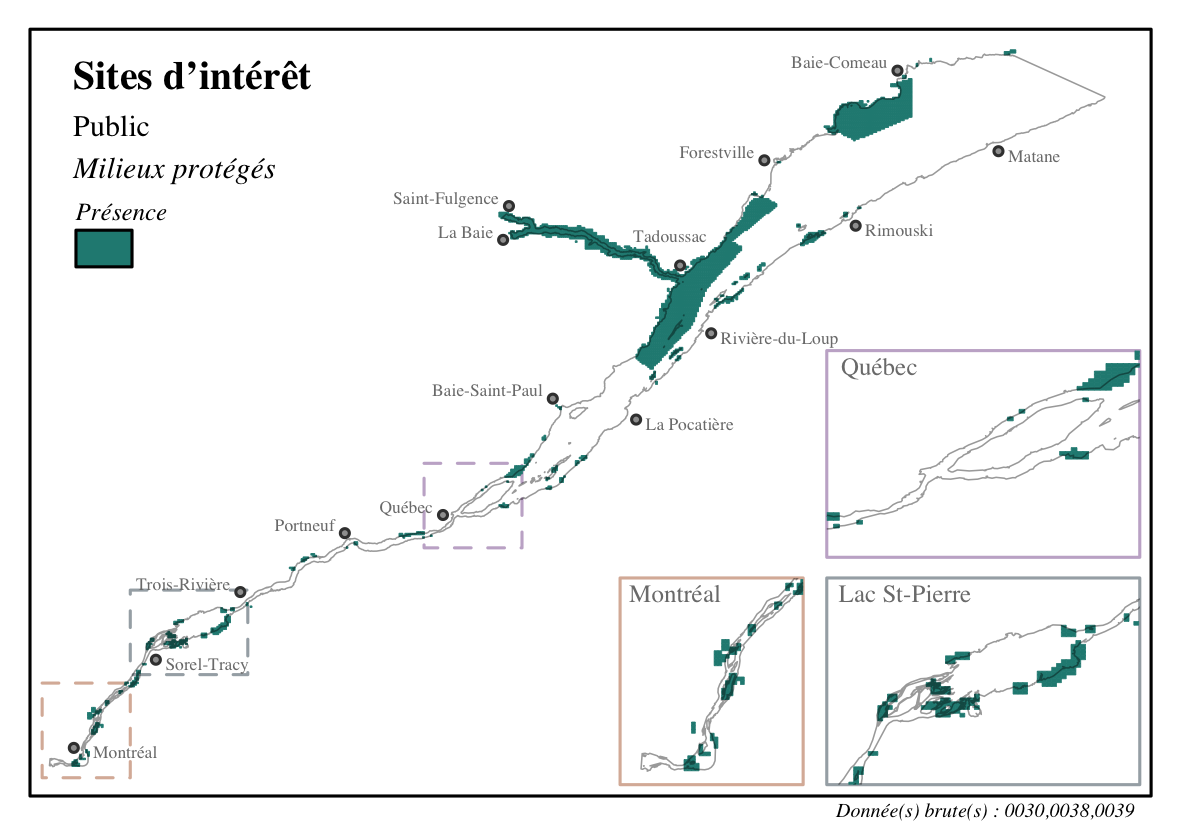 Sites d'intérêt
Public
Milieux protégés
Présence
Baie-Comeau
Forestville
Matane
Saint-Fulgence
La Baie
Tadoussac
Rimouski
Rivière-du-Loup
Baie-Saint-Paul
La Pocatière
Québec
Portneuf
Trois-Rivière
Sorel-Tracy
Montréal
Québec
Montréal
Lac St-Pierre
Donnée(s) brute(s) : 0030,0038,0039